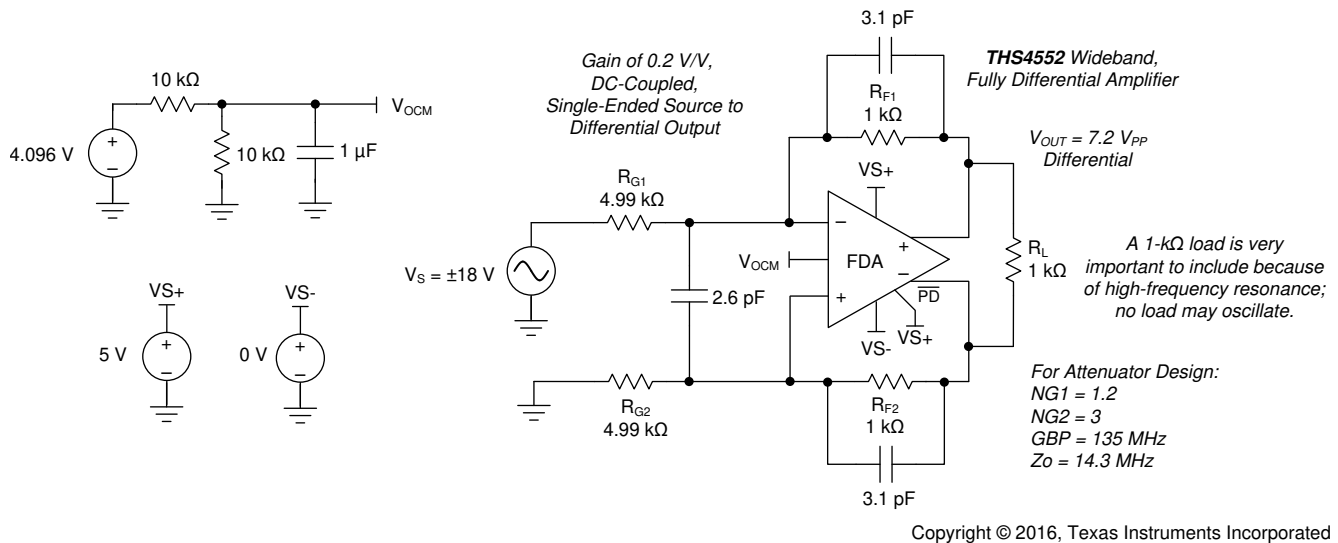 3.1 pF
Gain of 0.2 V/V,
DC-Coupled,
Single-Ended Source to
Differential Output
THS4552 Wideband,
Fully Differential Amplifier
10 kΩ
VOCM
RF1
1 kΩ
4.096 V
10 kΩ
1 µF
VOUT = 7.2 VPP
Differential
VS+
RG1
4.99 kΩ
−
+
RL
1 kΩ
A 1-kΩ load is very
important to include because
of high-frequency resonance;
no load may oscillate.
VS = ±18 V
VOCM
FDA
−
2.6 pF
+
PD
VS+
VS-
VS-
VS+
5 V
0 V
For Attenuator Design:
NG1 = 1.2
NG2 = 3
GBP = 135 MHz
Zo = 14.3 MHz
RG2
4.99 kΩ
RF2
1 kΩ
3.1 pF
Copyright © 2016, Texas Instruments Incorporated